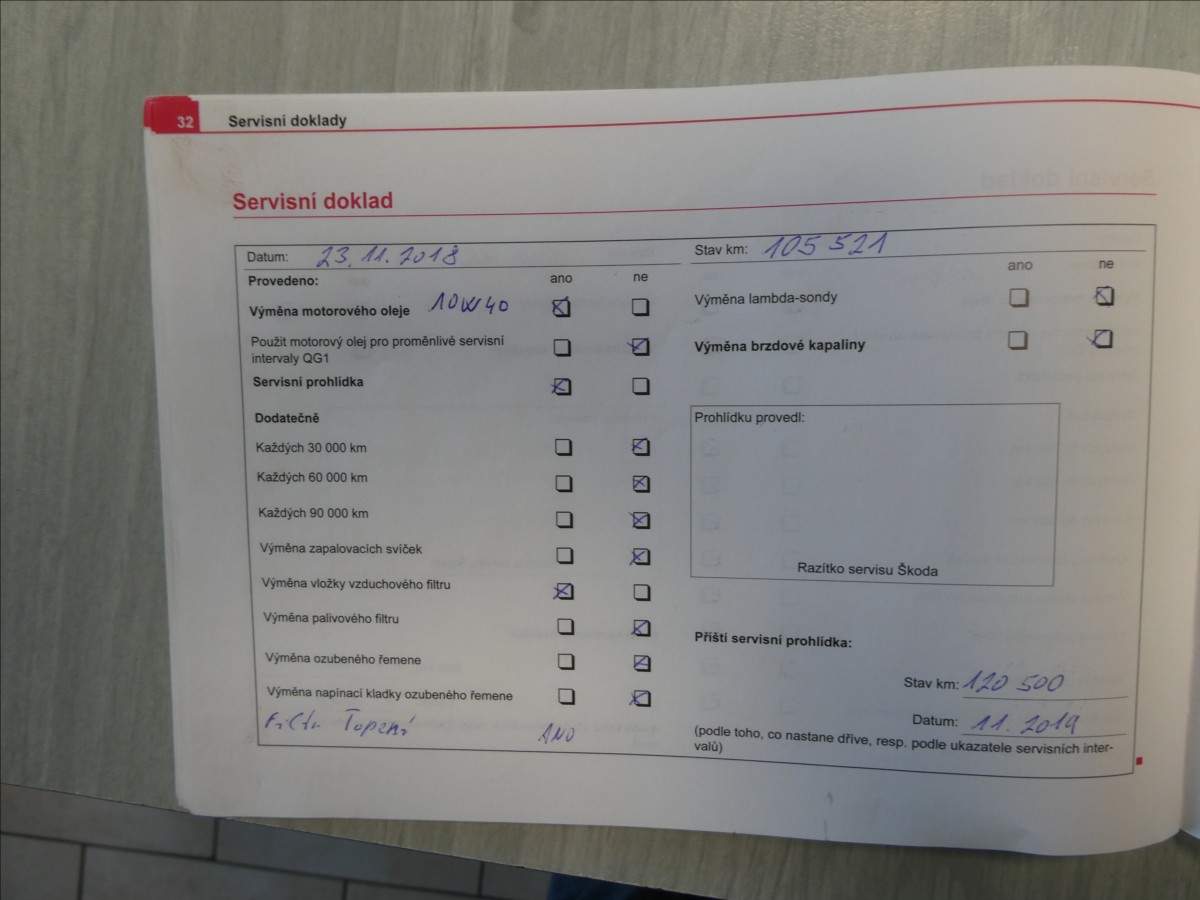 32 Servisní doklady
Servisní doklad
Datum: 23.11.2018
Provedeno: ano ne
Výměna motorového oleje 10W40
Použit motorový olej pro proměnlivé servisní
intervaly QG1
Servisní prohlídka
Dodatečně
Každých 30 000 km
Každých 60 000 km
Každých 90 000 km
Výměna zapalovacích svíček
Výměna vložky vzduchového filtru
Výměna palivového filtru
Výměna ozubeného řemene
Výměna napínací kladky ozubeného řemene
Filtr Topení ANO
Stav km: 105 521
ano ne
Výměna lambda-sondy
Výměna brzdové kapaliny
Prohlídku provedl:
Razítko servisu Škoda
Příští servisní prohlídka:
Stav km: 120 500
Datum: 11. 2019
(podle toho, co nastane dříve, resp. podle ukazatele servisních inter-
valů)